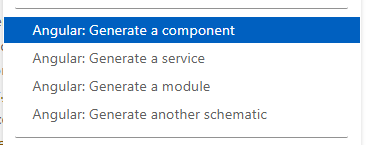 Angular: Generate a component
Angular: Generate a service
Angular: Generate a module
Angular: Generate another schematic